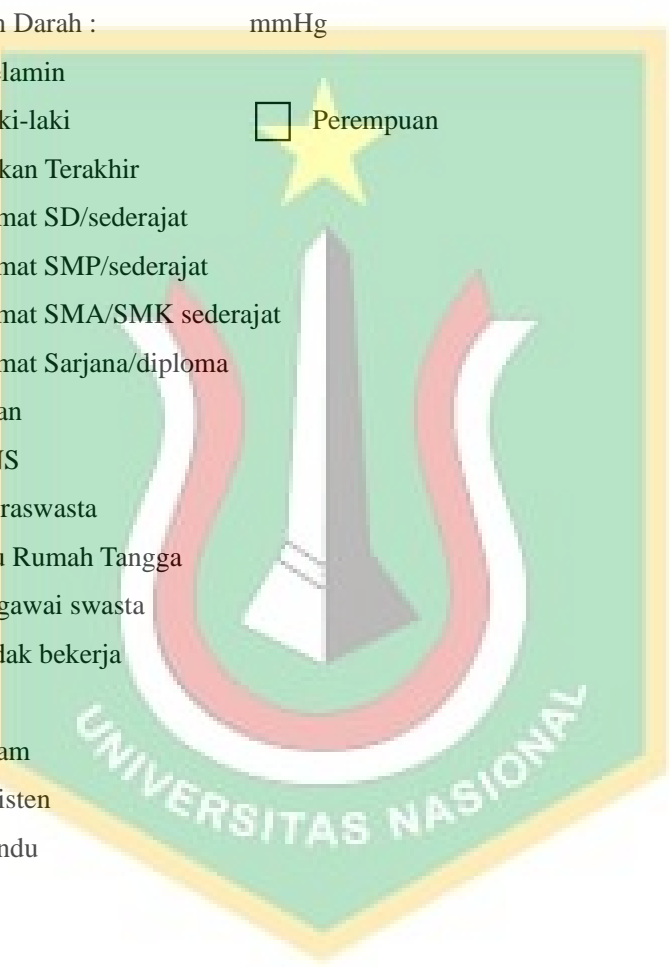 n Darah : mmHg
elamin
ki-laki Perempuan
kan Terakhir
mat SD/sederajat
mat SMP/sederajat
mat SMA/SMK sederajat
mat Sarjana/diploma
an
NS
raswasta
u Rumah Tangga
gawai swasta
dak bekerja
am
isten
ndu
UNIVERSITAS NASIONAL